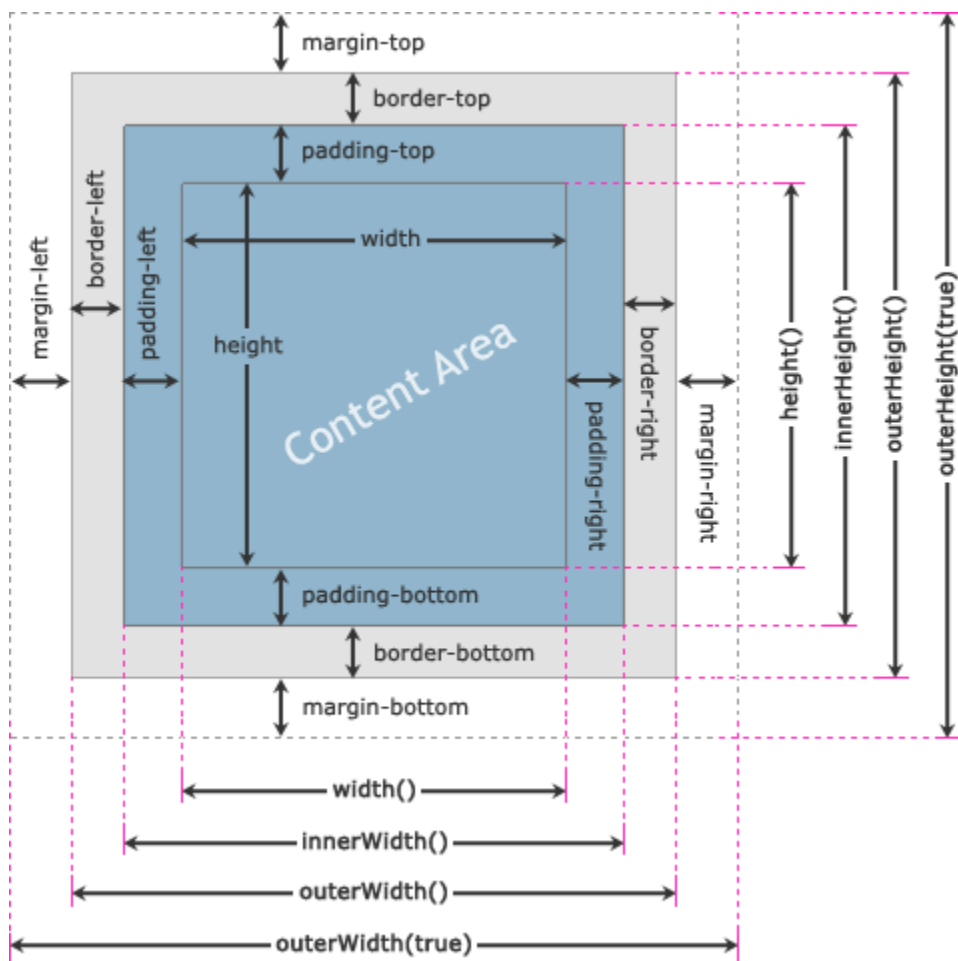 margin-top
border-top
padding-top
width
height
Content Area
margin-left
border-left
padding-left
padding-right
border-right
margin-right
height()
innerHeight()
outerHeight()
outerHeight(true)
padding-bottom
border-bottom
margin-bottom
width()
innerWidth()
outerWidth()
outerWidth(true)